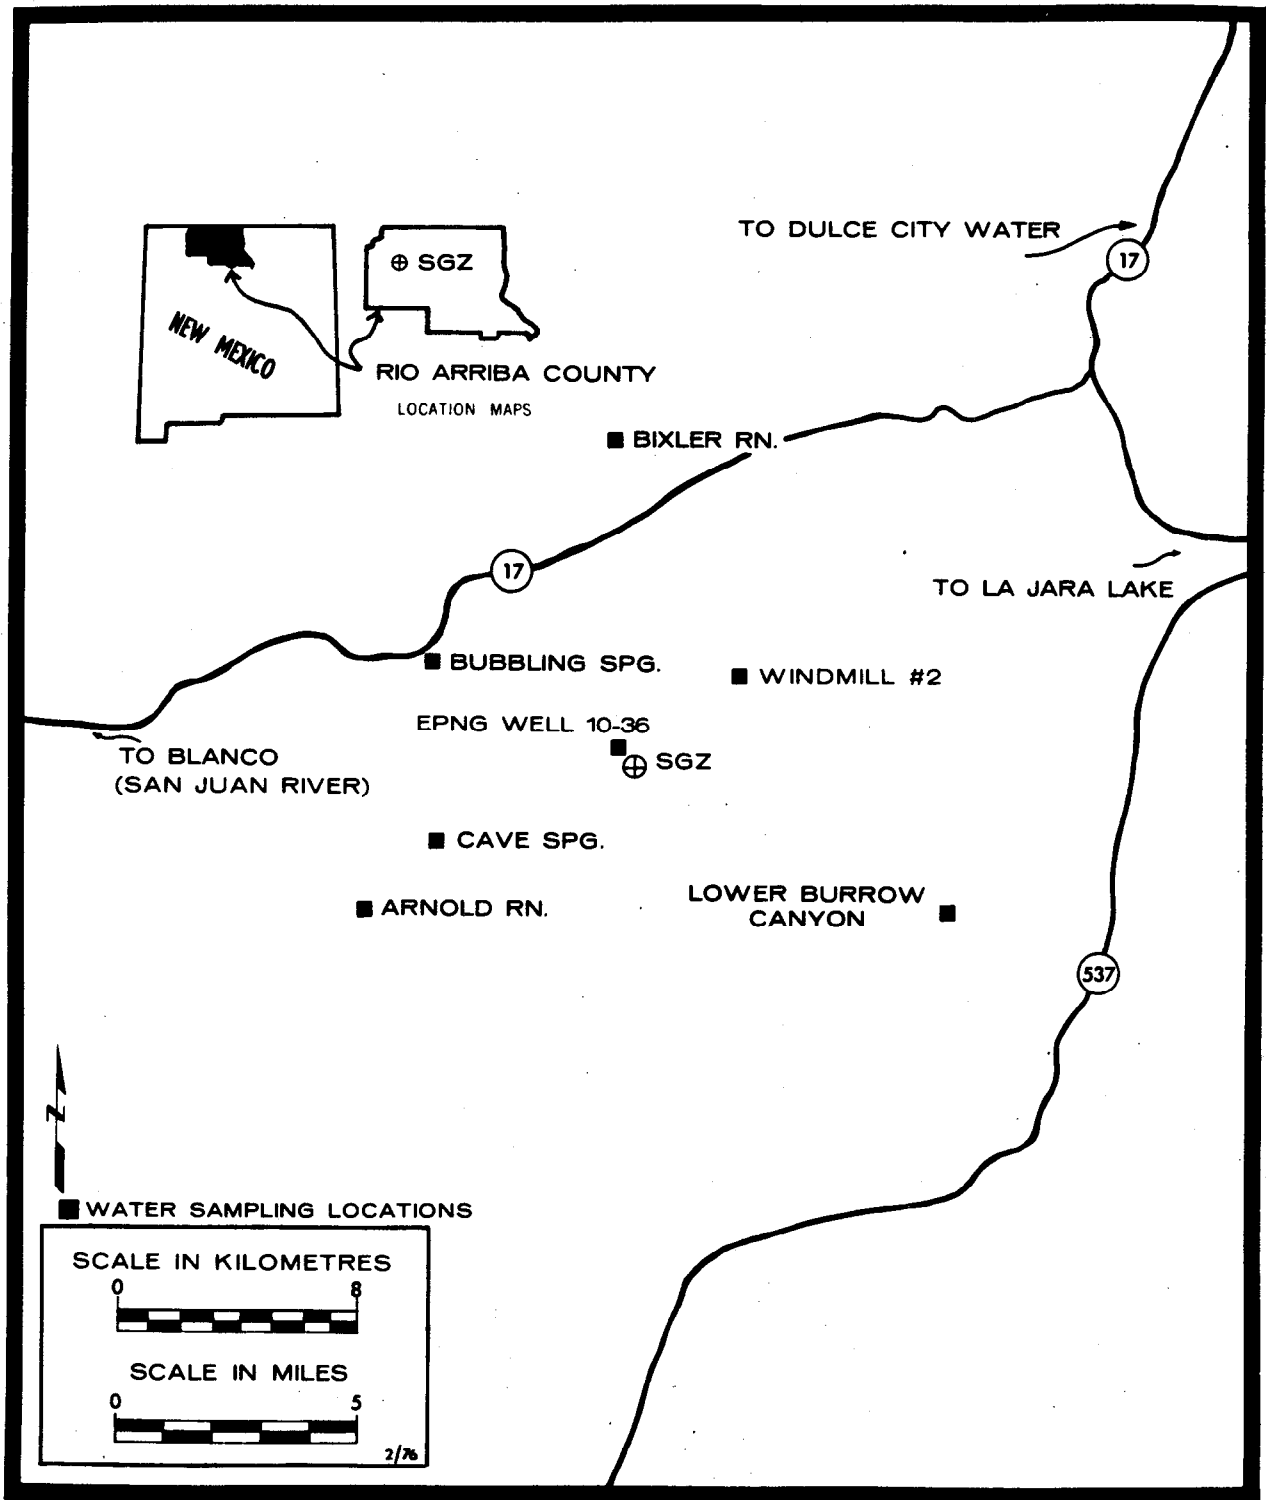 TO DULCE CITY WATER
17
⊕ SGZ
NEW MEXICO
RIO ARRIBA COUNTY
LOCATION MAPS
BIXLER RN.
17
TO LA JARA LAKE
BUBBLING SPG.
WINDMILL #2
EPNG WELL 10-36
SGZ
TO BLANCO
(SAN JUAN RIVER)
CAVE SPG.
ARNOLD RN.
LOWER BURROW
CANYON
537
N
WATER SAMPLING LOCATIONS
SCALE IN KILOMETRES
0 8
SCALE IN MILES
0 5
2/76